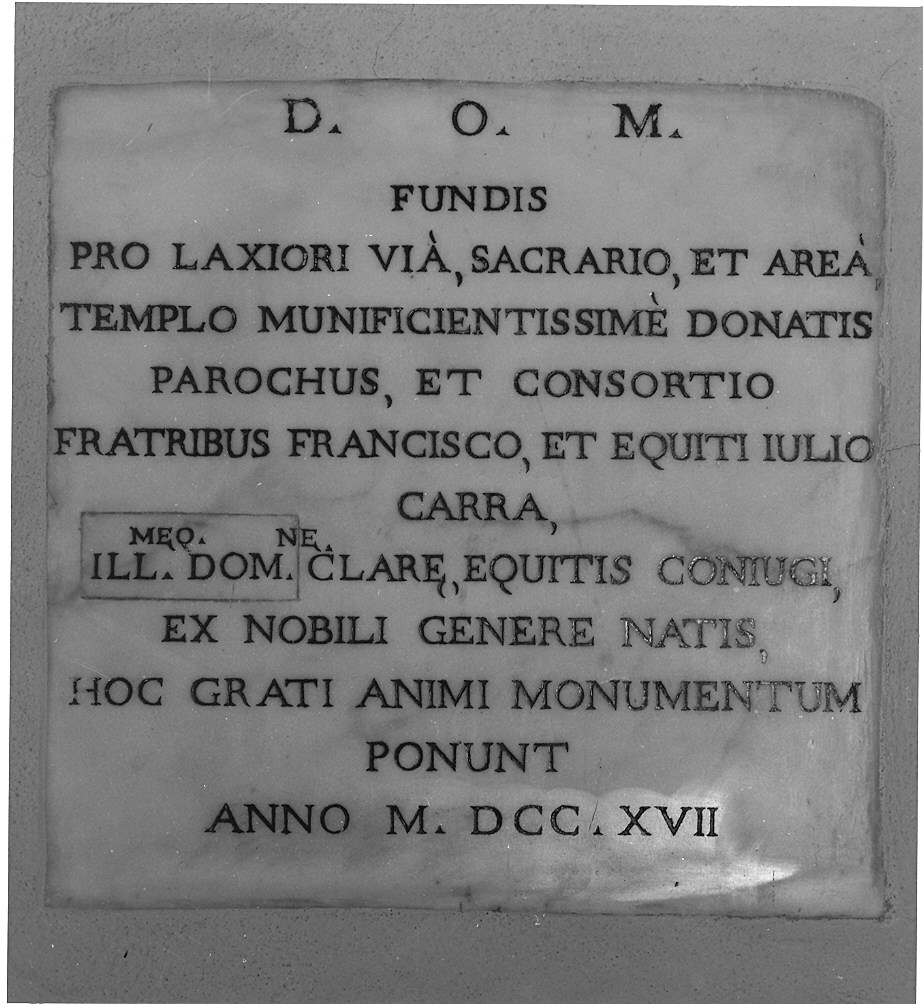 D. O. M.
FUNDIS
PRO LAXIORI VIÀ, SACRARIO, ET AREÀ,
TEMPLO MUNIFICIENTISSIMÈ DONATIS
PAROCHUS, ET CONSORTIO
FRATRIBUS FRANCISCO, ET EQUITI IULIO
CARRA,
MEQ. NE.
ILL. DOM. CLARĘ, EQUITIS CONIUGI,
EX NOBILI GENERE NATIS,
HOC GRATI ANIMI MONUMENTUM
PONUNT
ANNO M. DCC. XVII